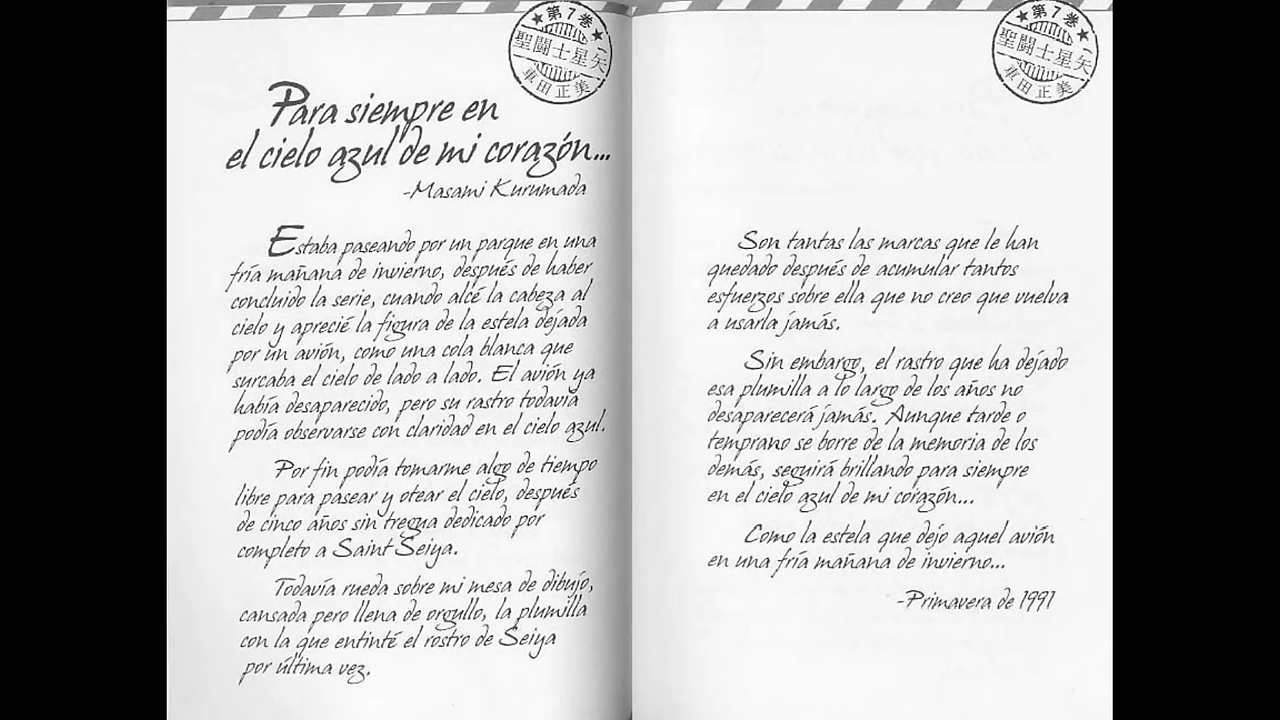 第7巻
聖闘士星矢
車田正美
Para siempre en
el cielo azul de mi corazón...
-Masami Kurumada
Estaba paseando por un parque en una
fría mañana de invierno, después de haber
concluido la serie, cuando alcé la cabeza al
cielo y aprecié la figura de la estela dejada
por un avión, como una cola blanca que
surcaba el cielo de lado a lado. El avión ya
había desaparecido, pero su rastro todavía
podía observarse con claridad en el cielo azul.
Por fin podía tomarme algo de tiempo
libre para pasear y otear el cielo, después
de cinco años sin tregua dedicado por
completo a Saint Seiya.
Todavía rueda sobre mi mesa de dibujo,
cansada pero llena de orgullo, la plumilla
con la que entinté el rostro de Seiya
por última vez.
第7巻
聖闘士星矢
車田正美
Son tantas las marcas que le han
quedado después de acumular tantos
esfuerzos sobre ella que no creo que vuelva
a usarla jamás.
Sin embargo, el rastro que ha dejado
esa plumilla a lo largo de los años no
desaparecerá jamás. Aunque tarde o
temprano se borre de la memoria de los
demás, seguirá brillando para siempre
en el cielo azul de mi corazón...
Como la estela que dejo aquel avión
en una fría mañana de invierno...
-Primavera de 1991